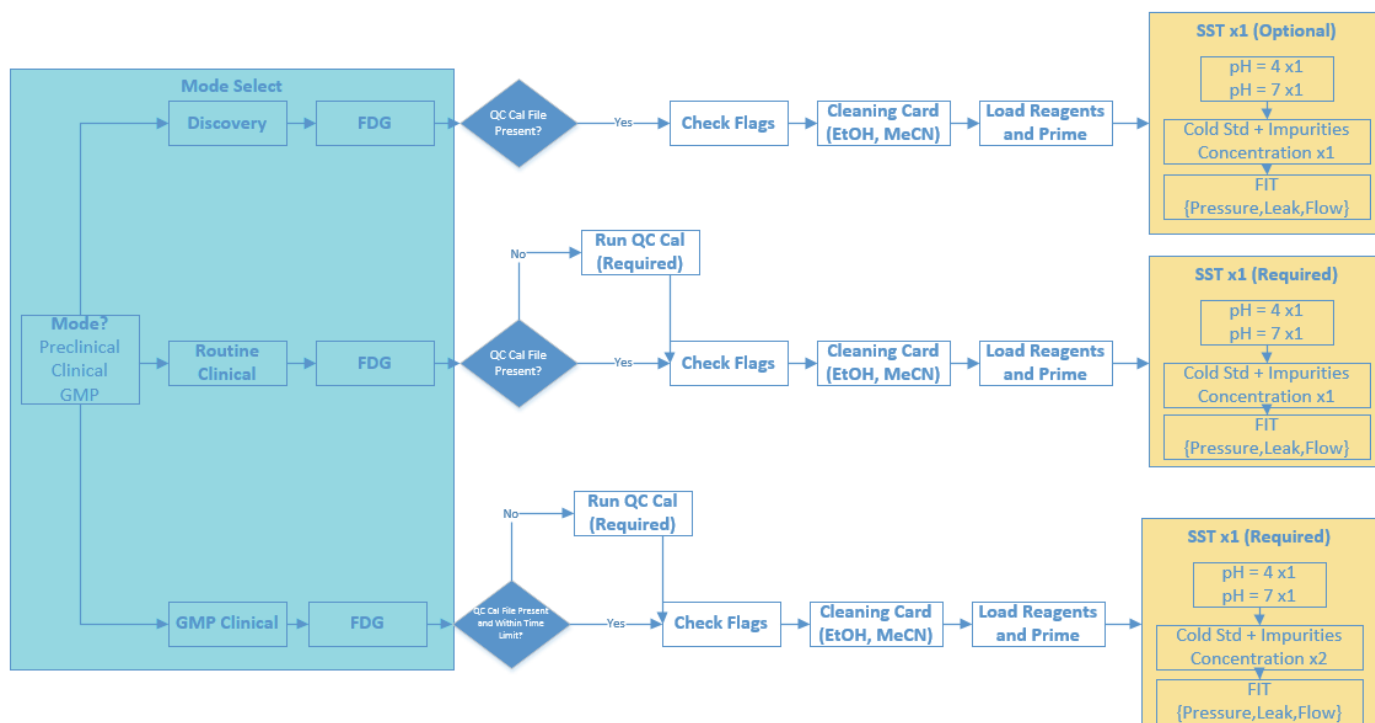 Mode Select
Mode?
Preclinical
Clinical
GMP
Discovery
FDG
QC Cal File
Present?
Yes
Check Flags
Cleaning Card
(EtOH, MeCN)
Load Reagents
and Prime
SST x1 (Optional)
pH = 4 x1
pH = 7 x1
Cold Std + Impurities
Concentration x1
FIT
{Pressure,Leak,Flow}
Routine
Clinical
FDG
QC Cal File
Present?
No
Run QC Cal
(Required)
Yes
Check Flags
Cleaning Card
(EtOH, MeCN)
Load Reagents
and Prime
SST x1 (Required)
pH = 4 x1
pH = 7 x1
Cold Std + Impurities
Concentration x1
FIT
{Pressure,Leak,Flow}
GMP Clinical
FDG
QC Cal File Present
and Within Time
Limit?
No
Run QC Cal
(Required)
Yes
Check Flags
Cleaning Card
(EtOH, MeCN)
Load Reagents
and Prime
SST x1 (Required)
pH = 4 x1
pH = 7 x1
Cold Std + Impurities
Concentration x2
FIT
{Pressure,Leak,Flow}